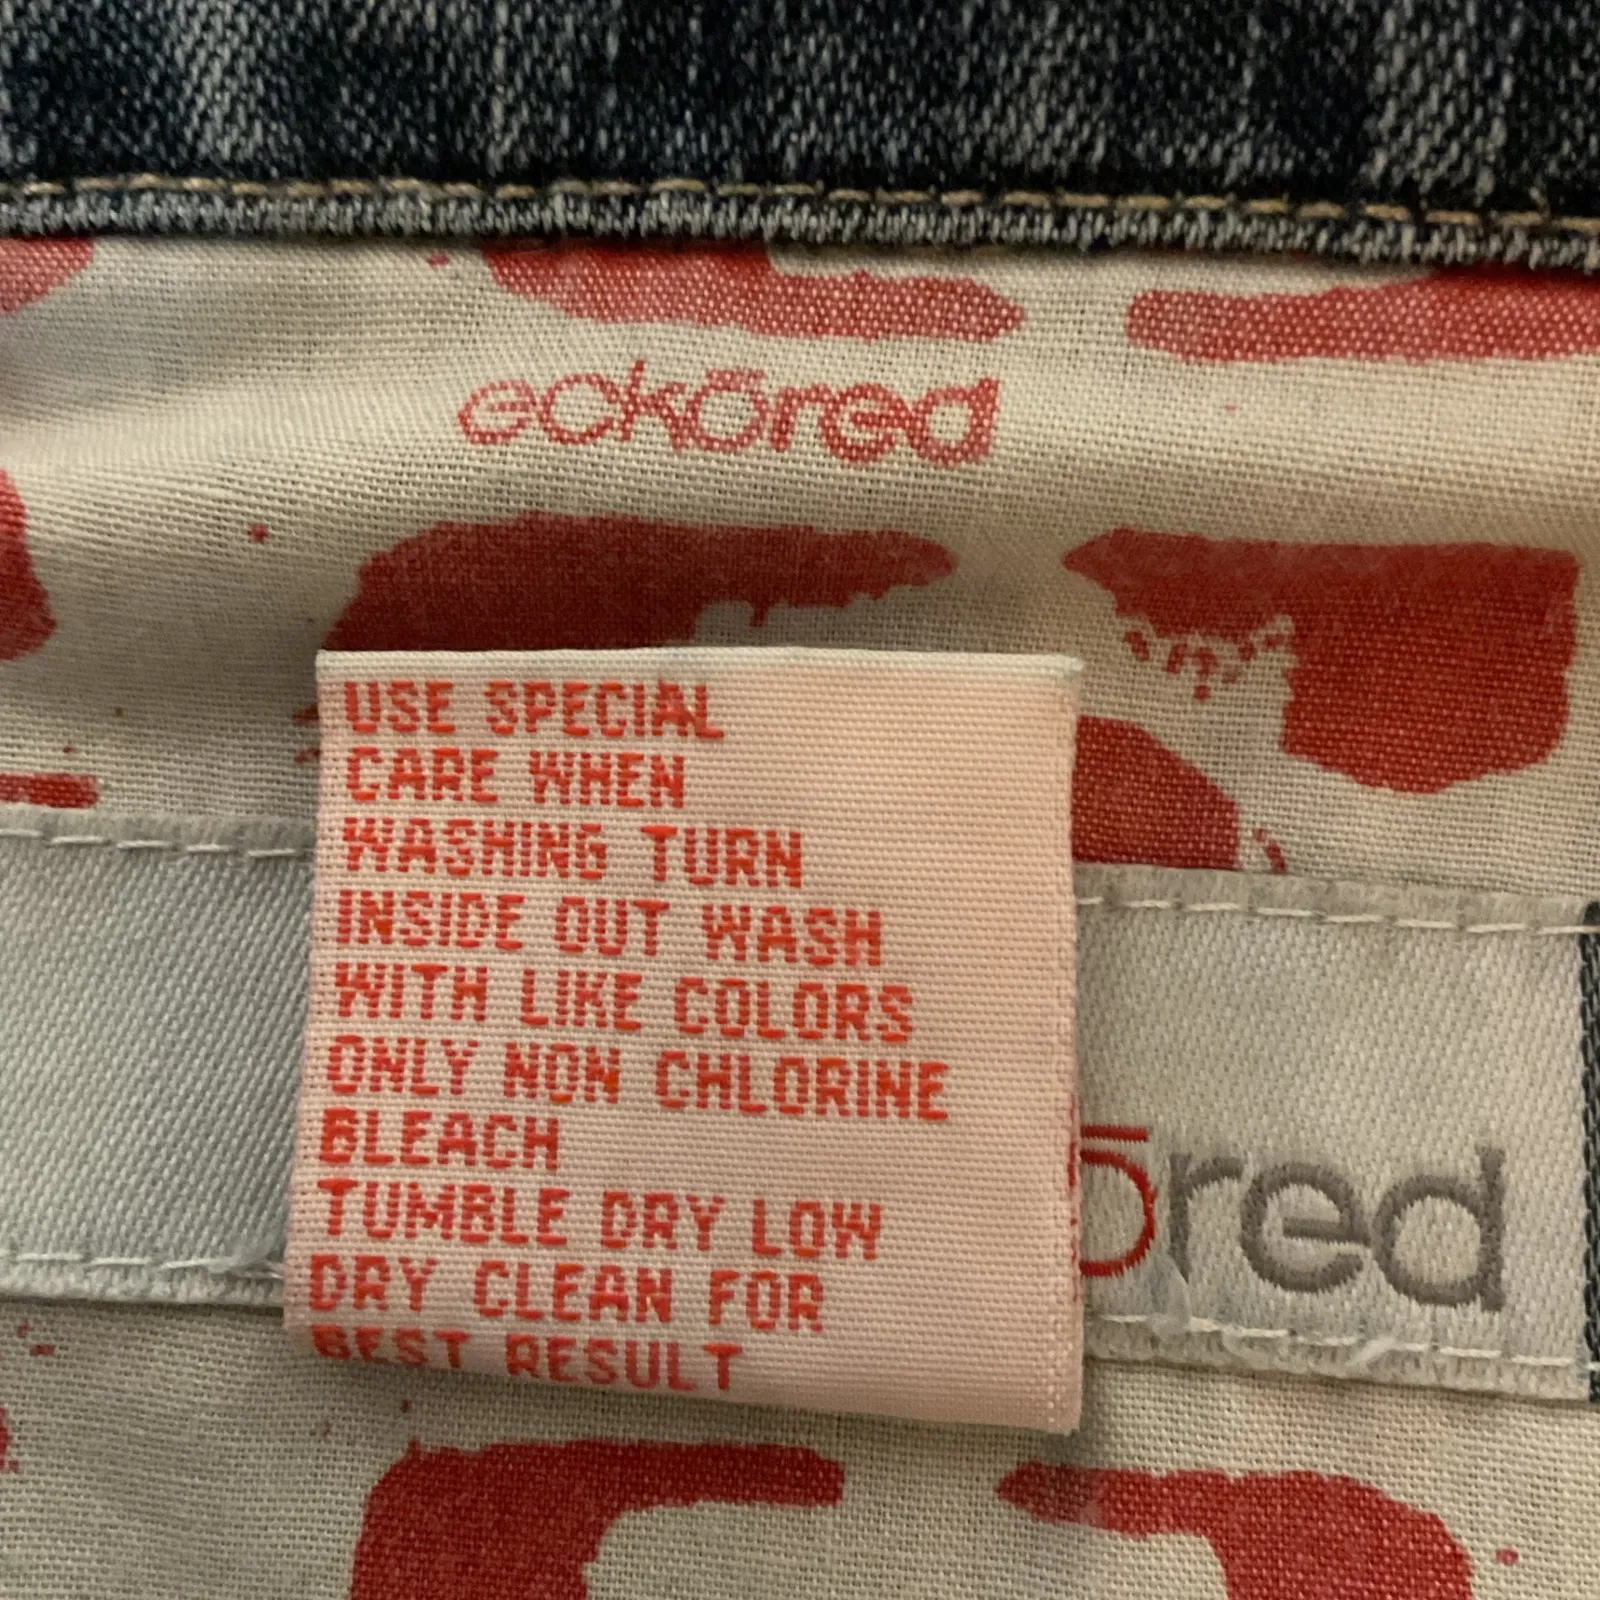 eckōred
USE SPECIAL
CARE WHEN
WASHING TURN
INSIDE OUT WASH
WITH LIKE COLORS
ONLY NON CHLORINE
BLEACH
TUMBLE DRY LOW
DRY CLEAN FOR
BEST RESULT
ōred